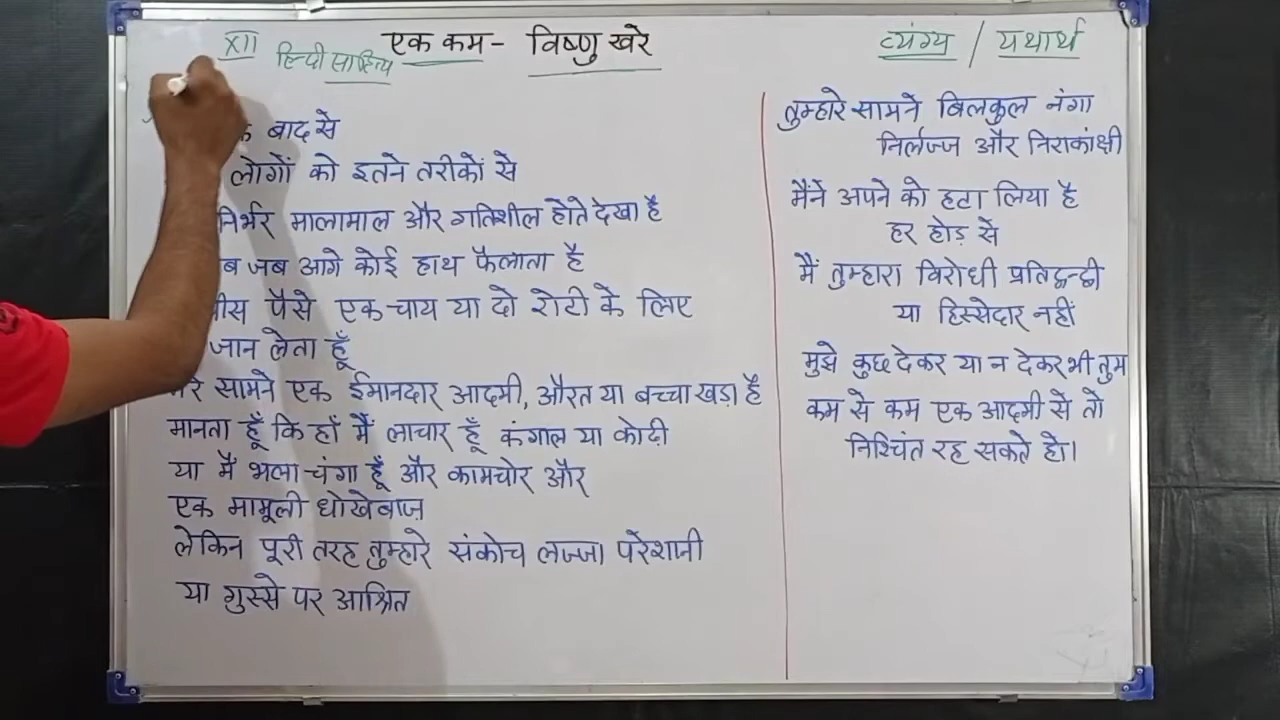 XII हिन्दी साहित्य
एक कम - विष्णु खरे
व्यंग्य / यथार्थ
बाद से
लोगों को इतने तरीकों से
निर्भर मालामाल और गतिशील होते देखा है
जब आगे कोई हाथ फैलाता है
पैसे एक चाय या दो रोटी के लिए
जान लेता हूँ
सामने एक ईमानदार आदमी, औरत या बच्चा खड़ा है
मानता हूँ कि हाँ मैं लाचार हूँ कंगाल या कोढ़ी
या मैं भला चंगा हूँ और कामचोर और
एक मामूली धोखेबाज़
लेकिन पूरी तरह तुम्हारे संकोच लज्जा परेशानी
या गुस्से पर आश्रित
तुम्हारे सामने बिलकुल नंगा
निर्लज्ज और निराकांक्षी
मैंने अपने को हटा लिया है
हर होड़ से
मैं तुम्हारा विरोधी प्रतिद्वन्द्वी
या हिस्सेदार नहीं
मुझे कुछ देकर या न देकर भी तुम
कम से कम एक आदमी से तो
निश्चिंत रह सकते हो।